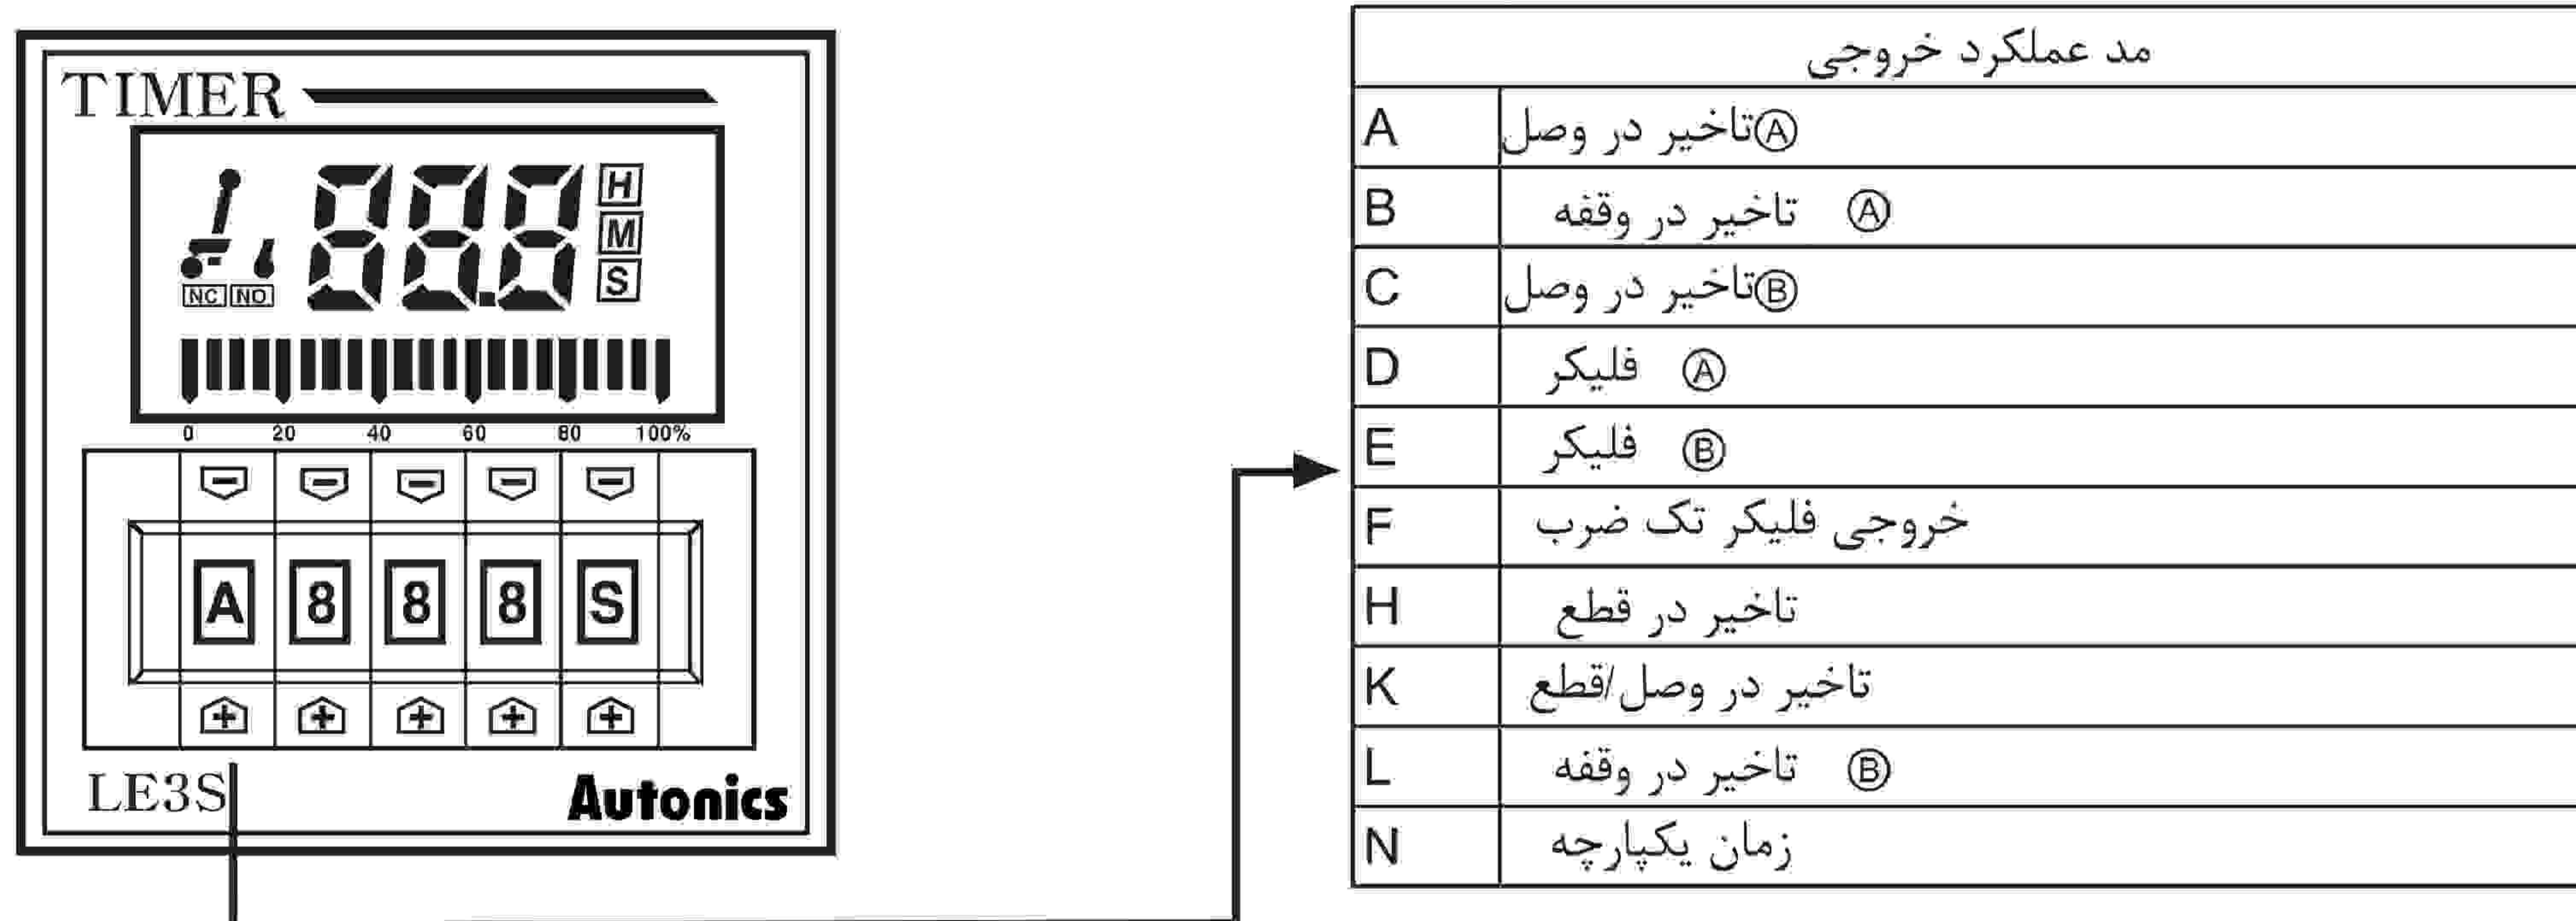 TIMER
88.8
H
M
S
NC NO
0 20 40 60 80 100%
- - - - -
A 8 8 8 S
+ + + + +
LE3S
Autonics
مد عملکرد خروجی
A تاخیر در وصل Ⓐ
B تاخیر در وقفه Ⓐ
C تاخیر در وصل Ⓑ
D فلیکر Ⓐ
E فلیکر Ⓑ
F خروجی فلیکر تک ضرب
H تاخیر در قطع
K تاخیر در وصل/قطع
L تاخیر در وقفه Ⓑ
N زمان یکپارچه